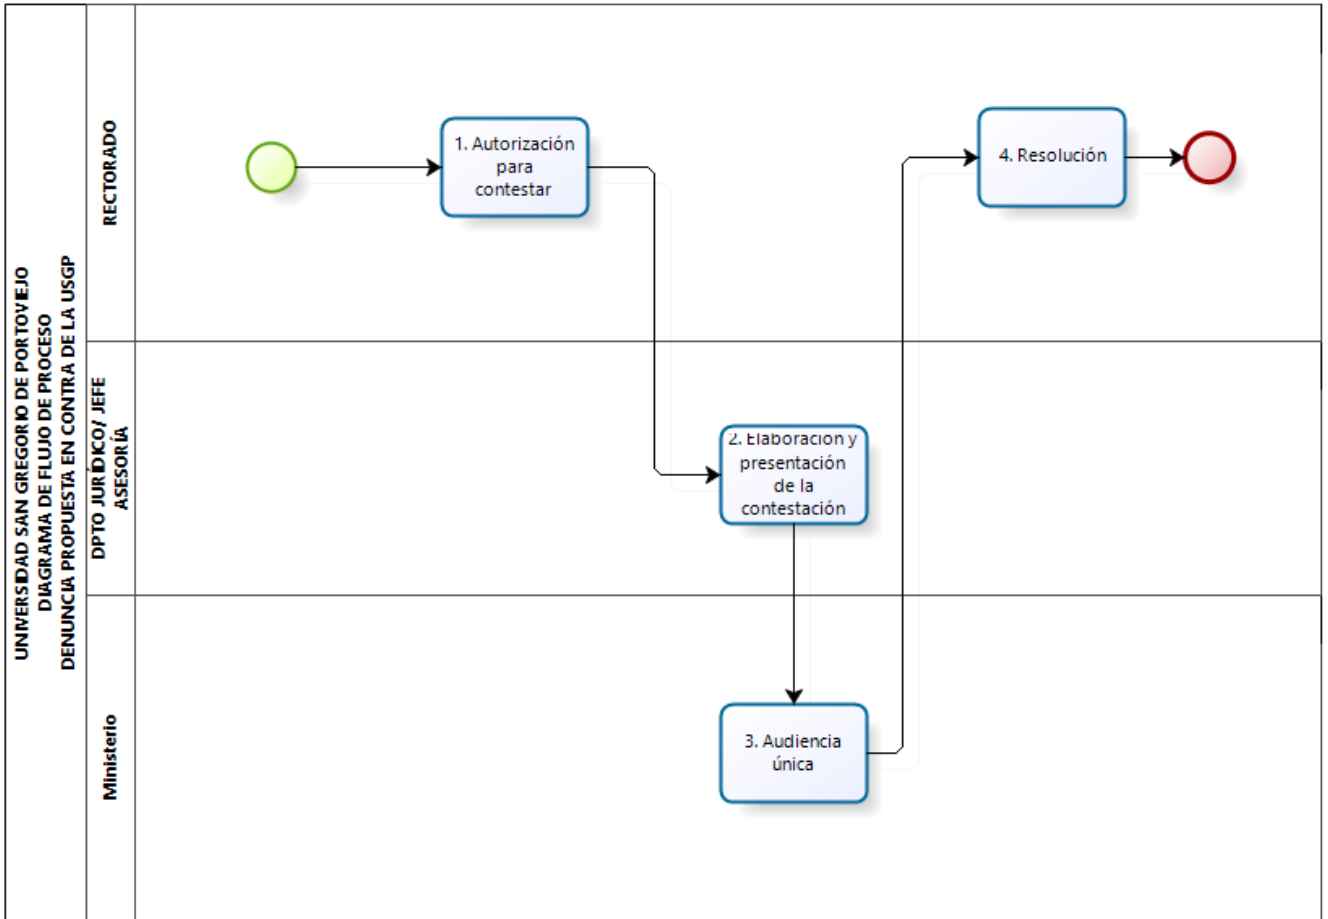 UNIVERSIDAD SAN GREGORIO DE PORTOVIEJO
DIAGRAMA DE FLUJO DE PROCESO
DENUNCIA PROPUESTA EN CONTRA DE LA USGP
RECTORADO
1. Autorización
para
contestar
4. Resolución
DPTO JURÍDICO/ JEFE
ASESORÍA
2. Elaboración y
presentación
de la
contestación
Ministerio
3. Audiencia
única